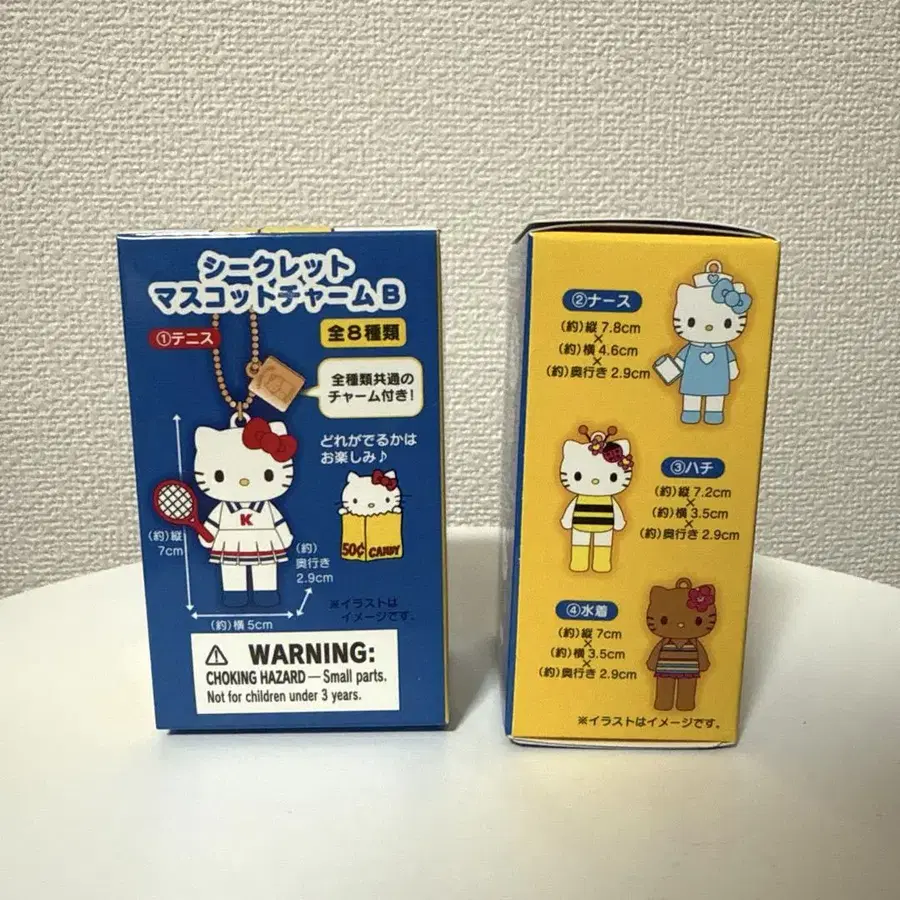 シークレット
マスコットチャームB
①テニス
全8種類
全種類共通の
チャーム付き!
どれがでるかは
お楽しみ♪
K
50¢ CANDY
(約)縦
7cm
(約)
奥行き
2.9cm
(約)横5cm
※イラストは
イメージです。
⚠ WARNING:
CHOKING HAZARD — Small parts.
Not for children under 3 years.
②ナース
(約)縦 7.8cm
×
(約)横 4.6cm
×
(約)奥行き 2.9cm
③ハチ
(約)縦 7.2cm
×
(約)横 3.5cm
×
(約)奥行き 2.9cm
④水着
(約)縦 7cm
×
(約)横 3.5cm
×
(約)奥行き 2.9cm
※イラストはイメージです。